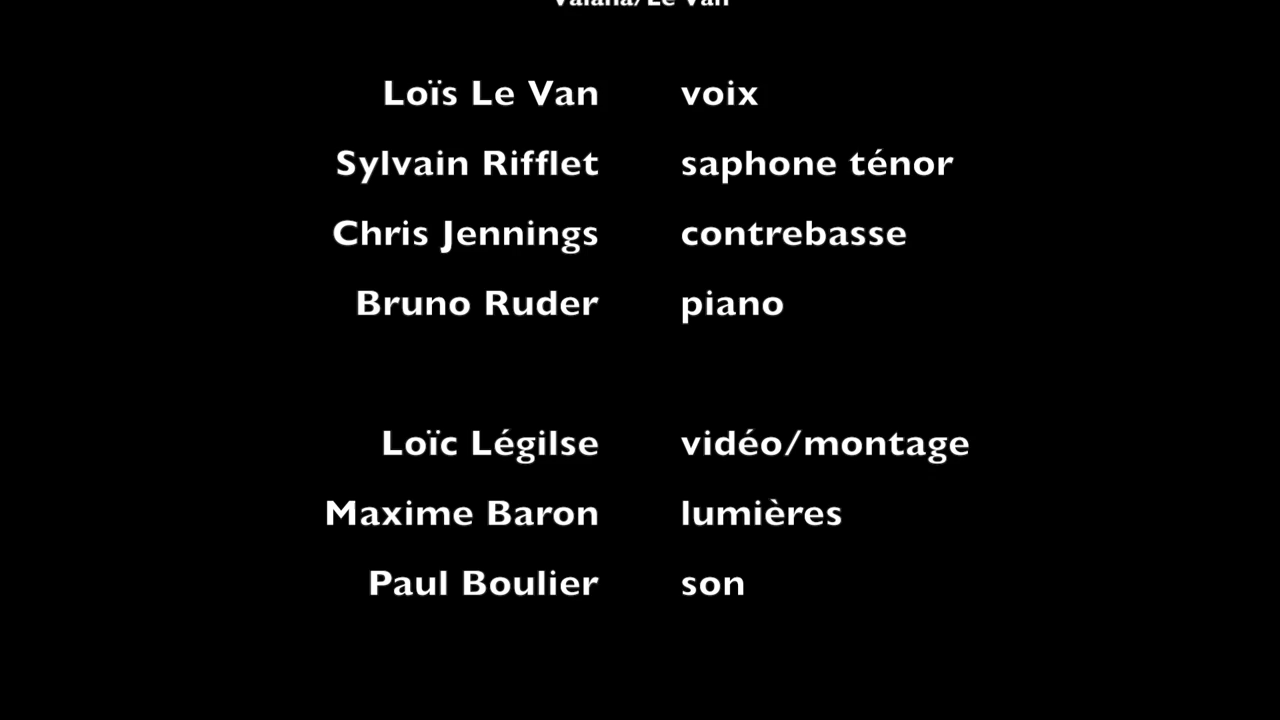 Loïs Le Van voix
Sylvain Rifflet saphone ténor
Chris Jennings contrebasse
Bruno Ruder piano
Loïc Légilse vidéo/montage
Maxime Baron lumières
Paul Boulier son